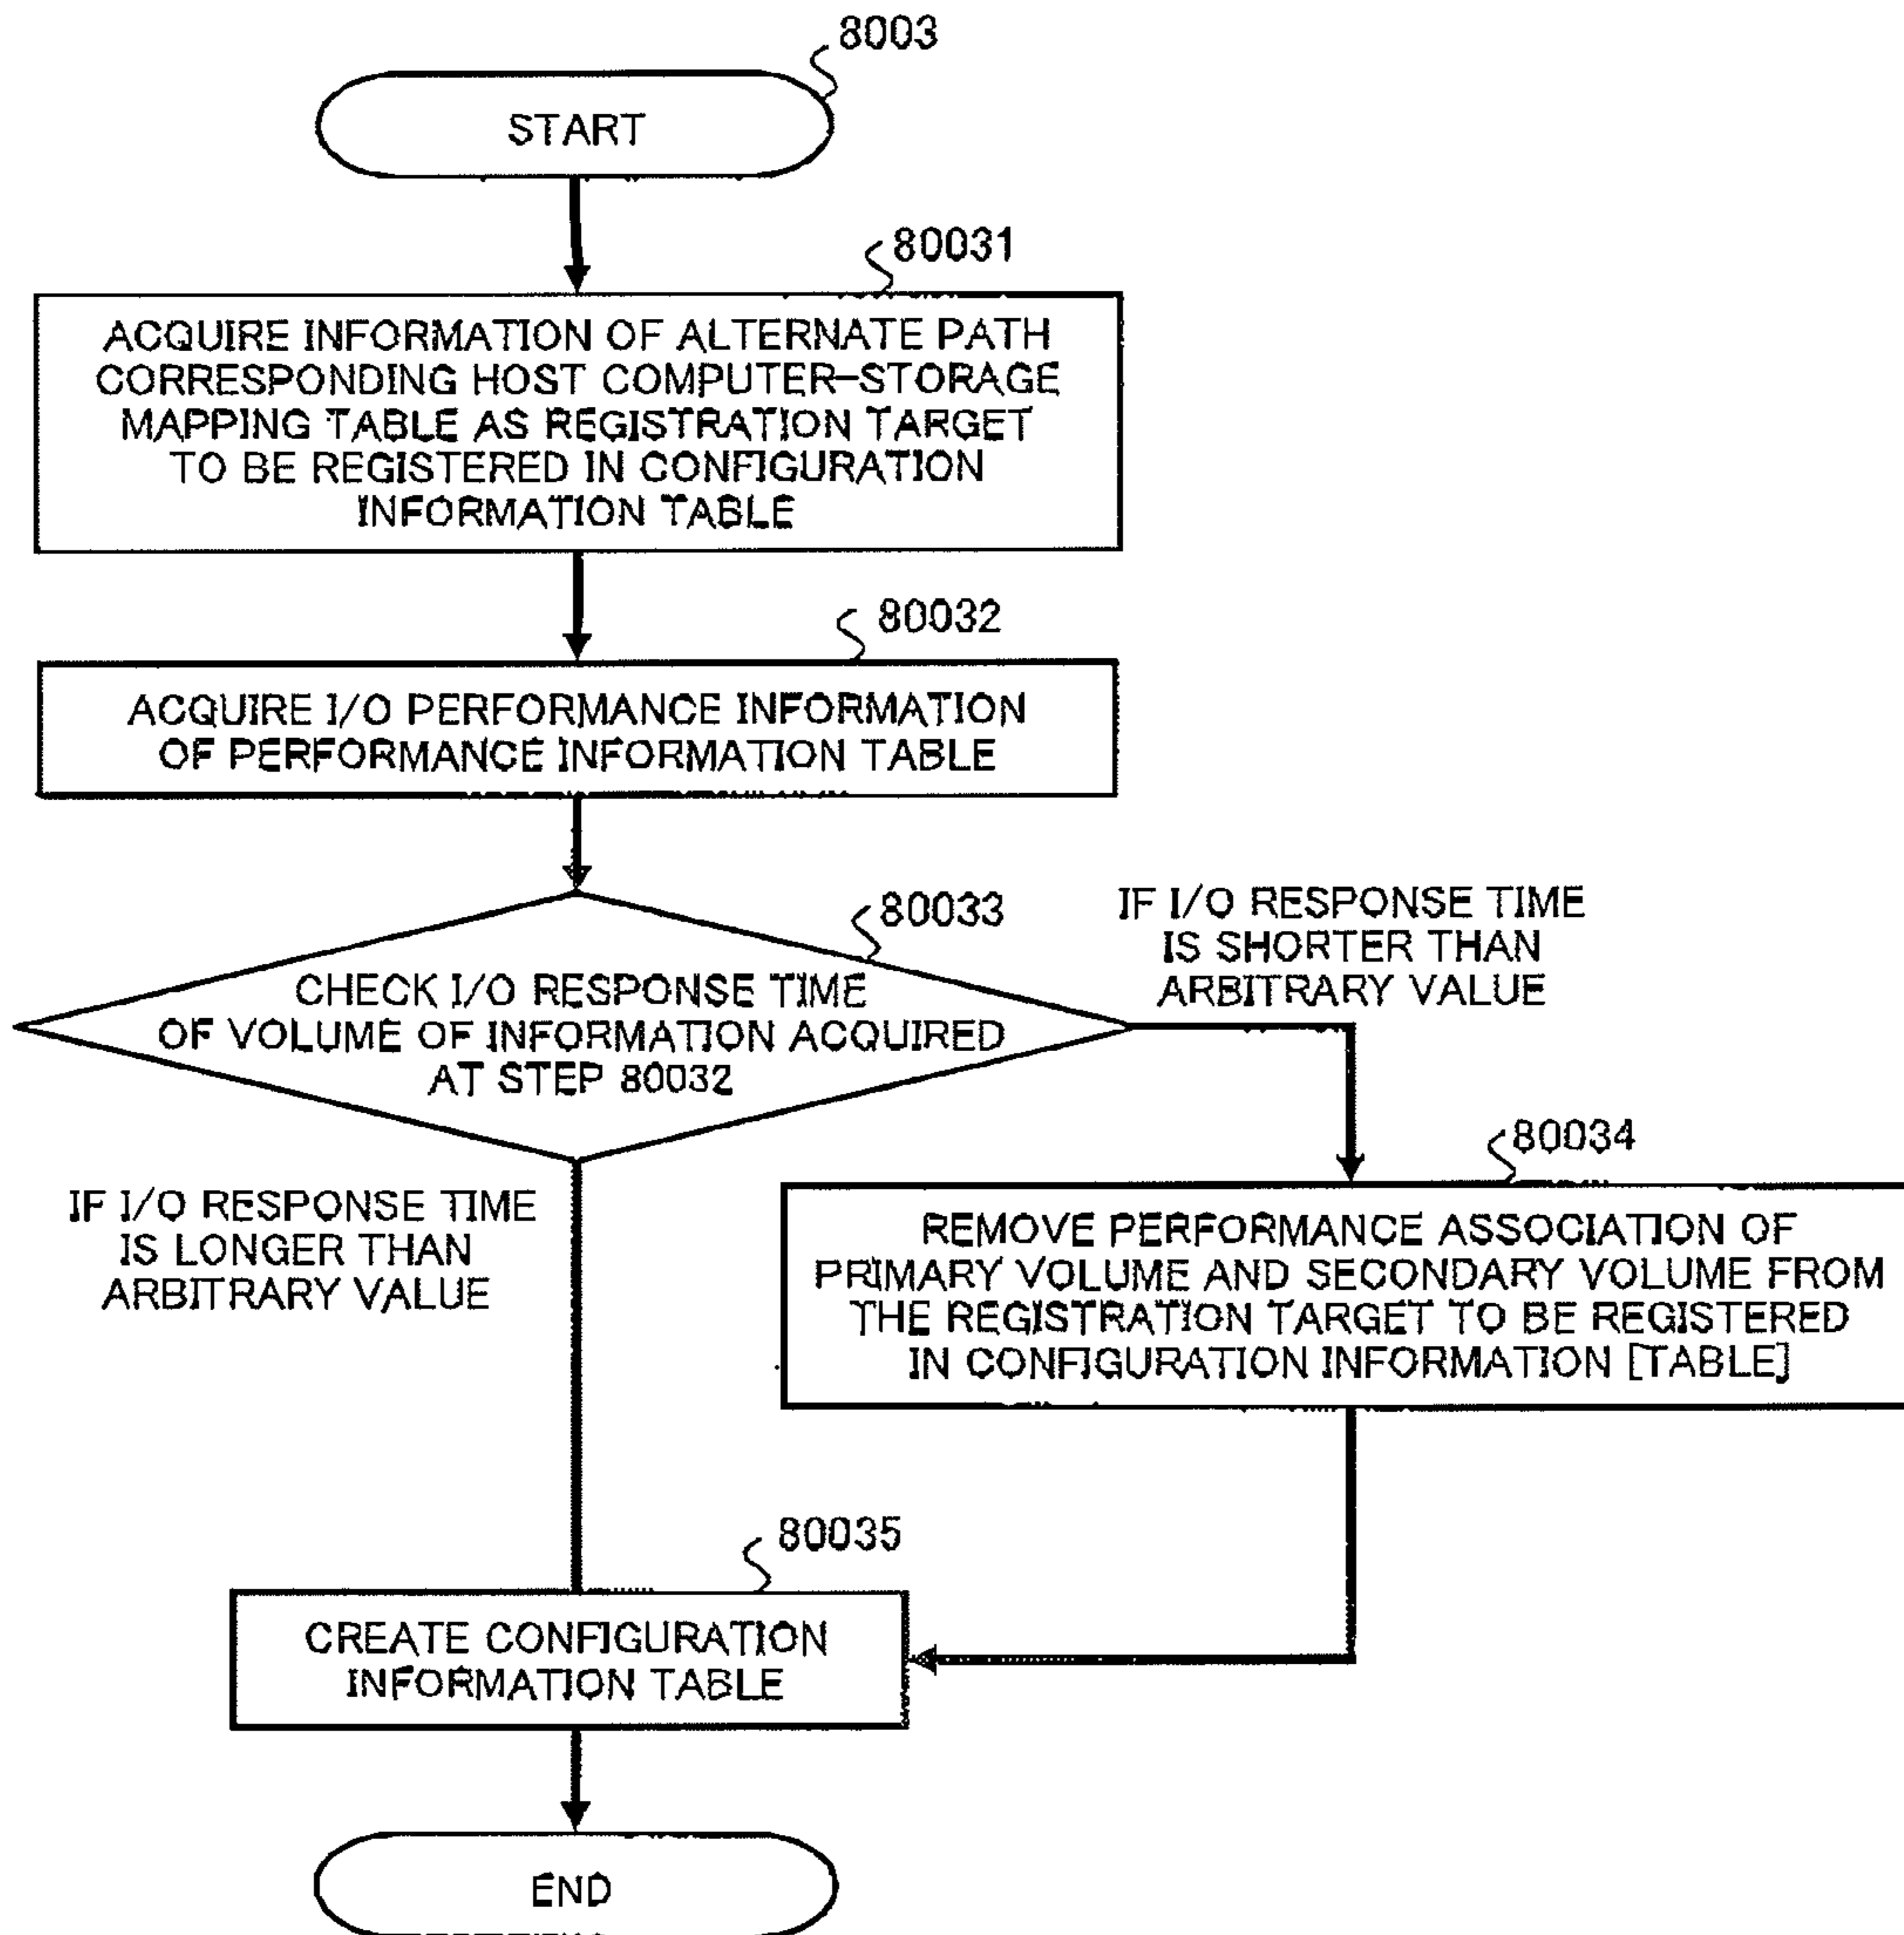 8003
START
80031
ACQUIRE INFORMATION OF ALTERNATE PATH
CORRESPONDING HOST COMPUTER-STORAGE
MAPPING TABLE AS REGISTRATION TARGET
TO BE REGISTERED IN CONFIGURATION
INFORMATION TABLE
80032
ACQUIRE I/O PERFORMANCE INFORMATION
OF PERFORMANCE INFORMATION TABLE
80033
CHECK I/O RESPONSE TIME
OF VOLUME OF INFORMATION ACQUIRED
AT STEP 80032
IF I/O RESPONSE TIME
IS SHORTER THAN
ARBITRARY VALUE
IF I/O RESPONSE TIME
IS LONGER THAN
ARBITRARY VALUE
80034
REMOVE PERFORMANCE ASSOCIATION OF
PRIMARY VOLUME AND SECONDARY VOLUME FROM
THE REGISTRATION TARGET TO BE REGISTERED
IN CONFIGURATION INFORMATION [TABLE]
80035
CREATE CONFIGURATION
INFORMATION TABLE
END